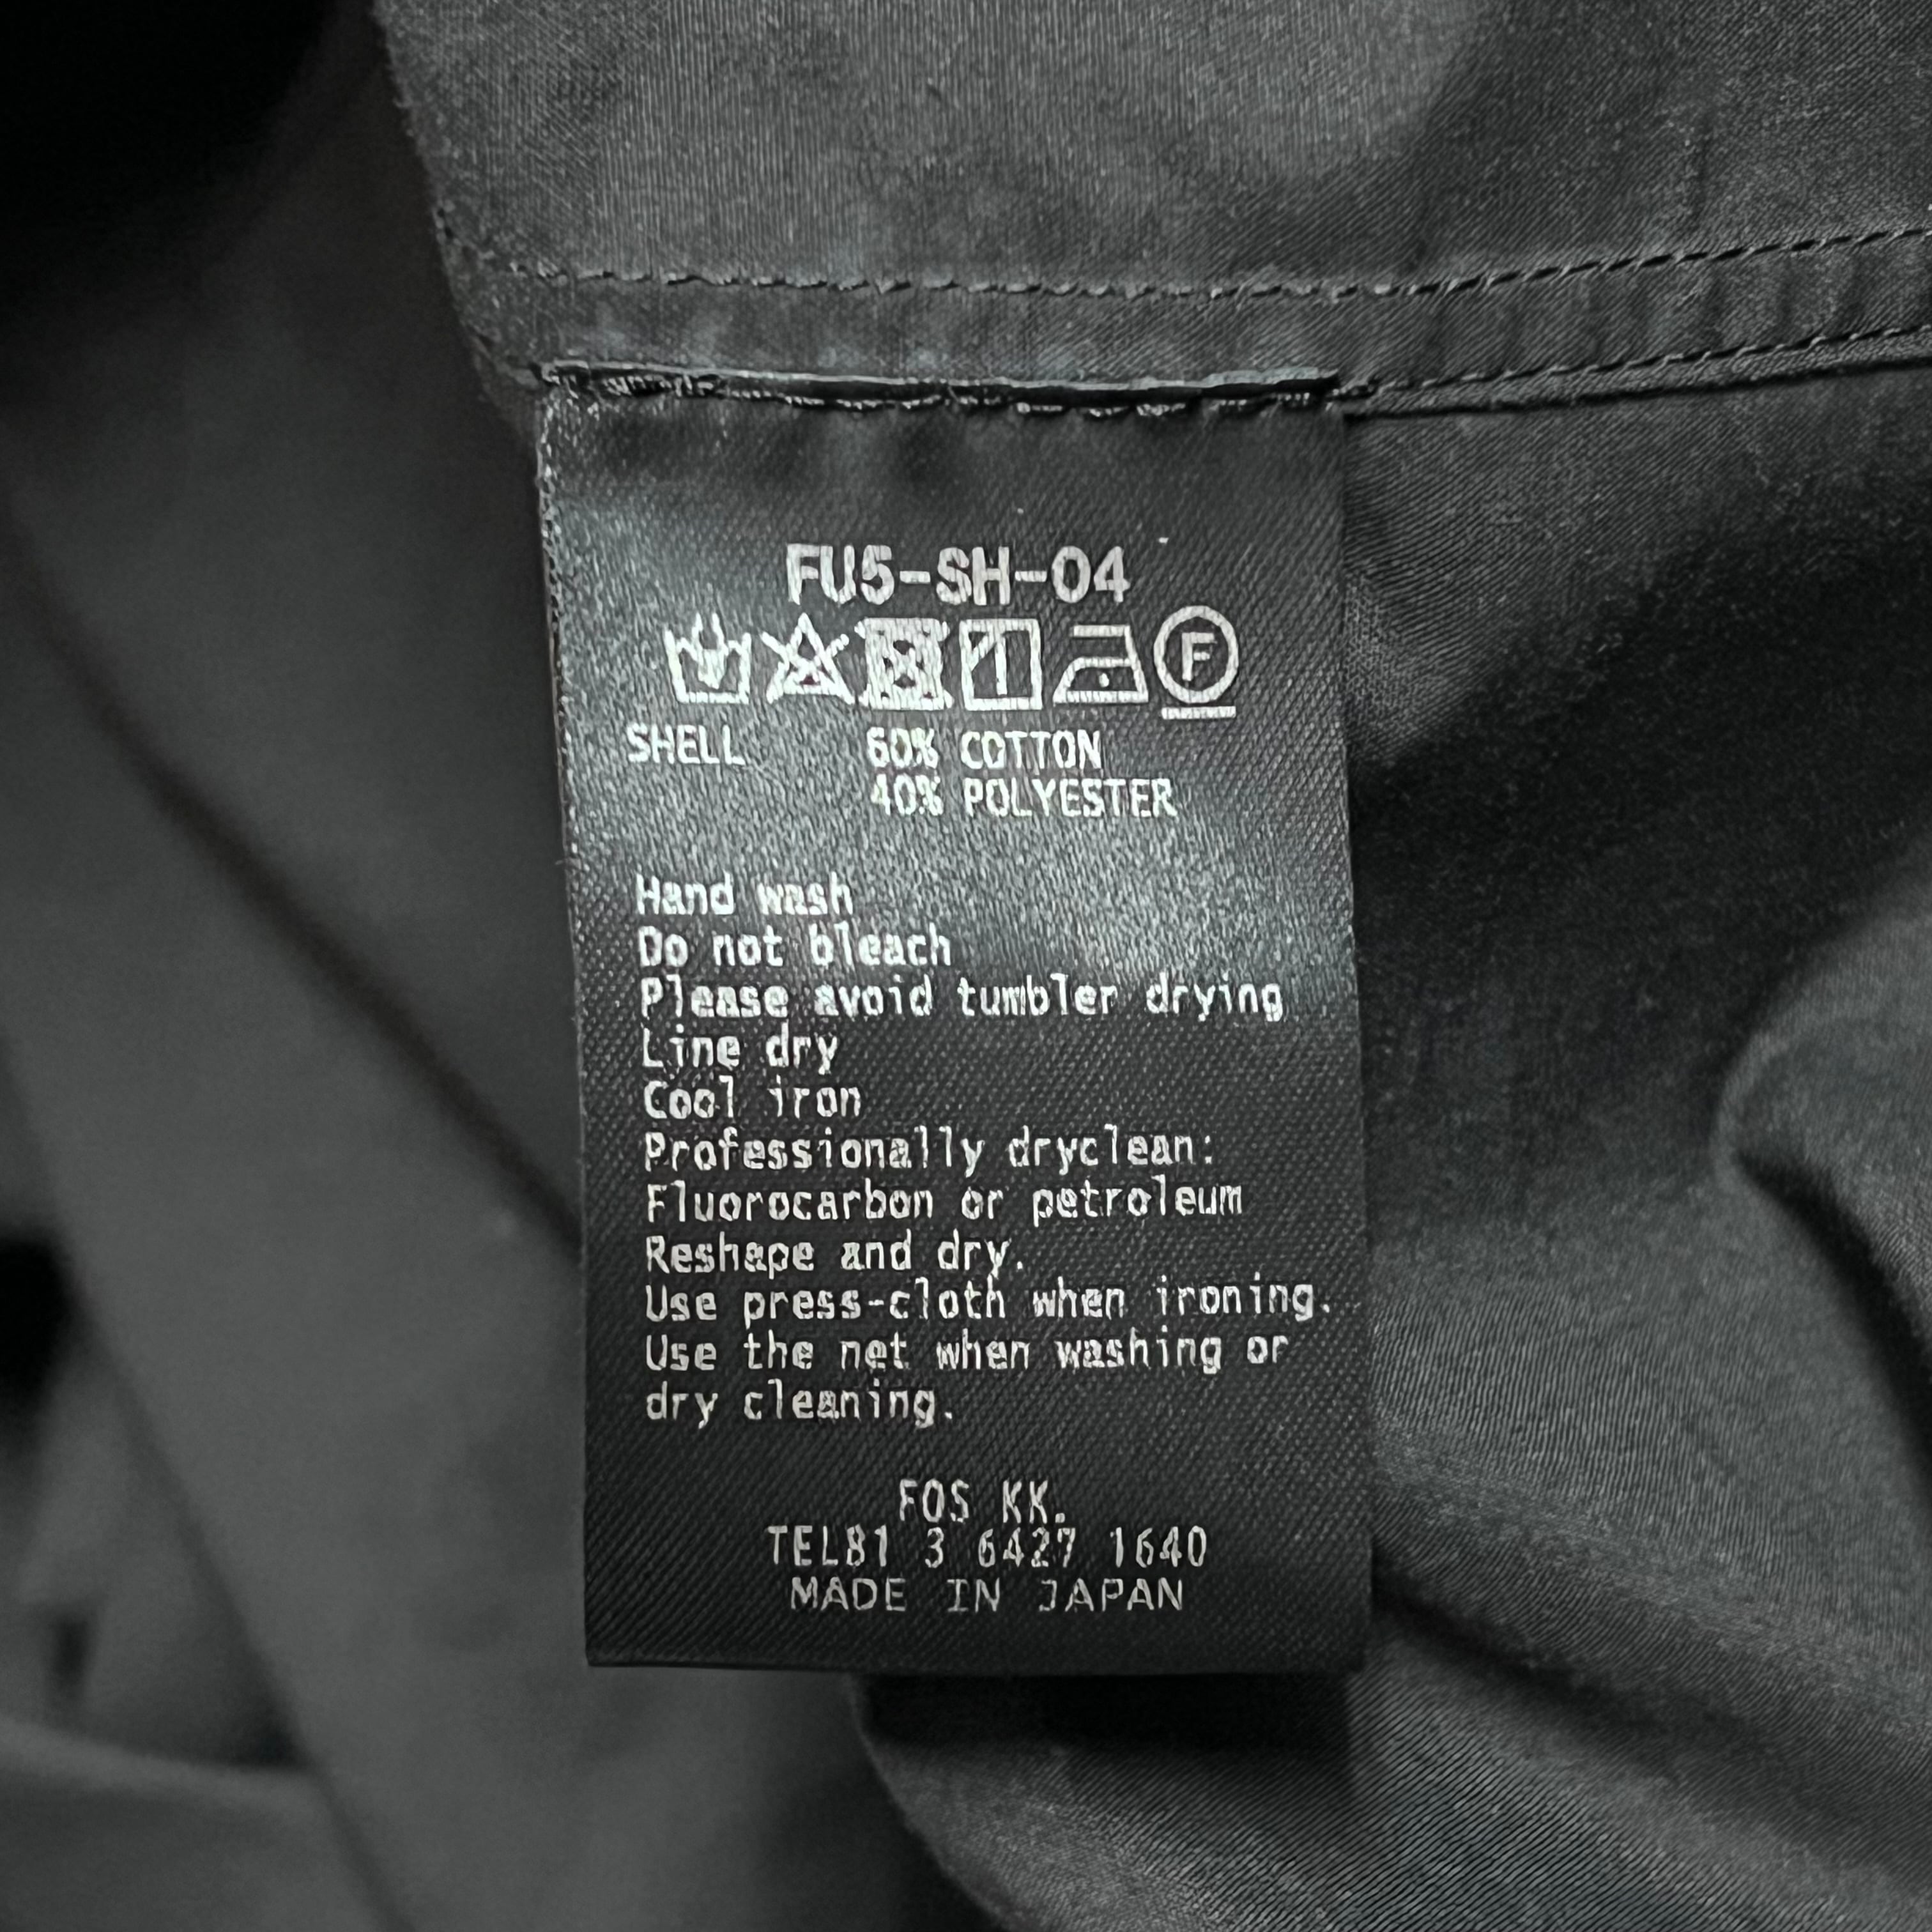 FU5-SH-04
F
SHELL 60% COTTON
40% POLYESTER
Hand wash
Do not bleach
Please avoid tumbler drying
Line dry
Cool iron
Professionally dryclean:
Fluorocarbon or petroleum
Reshape and dry.
Use press-cloth when ironing.
Use the net when washing or
dry cleaning.
FOS KK.
TEL81 3 6427 1640
MADE IN JAPAN